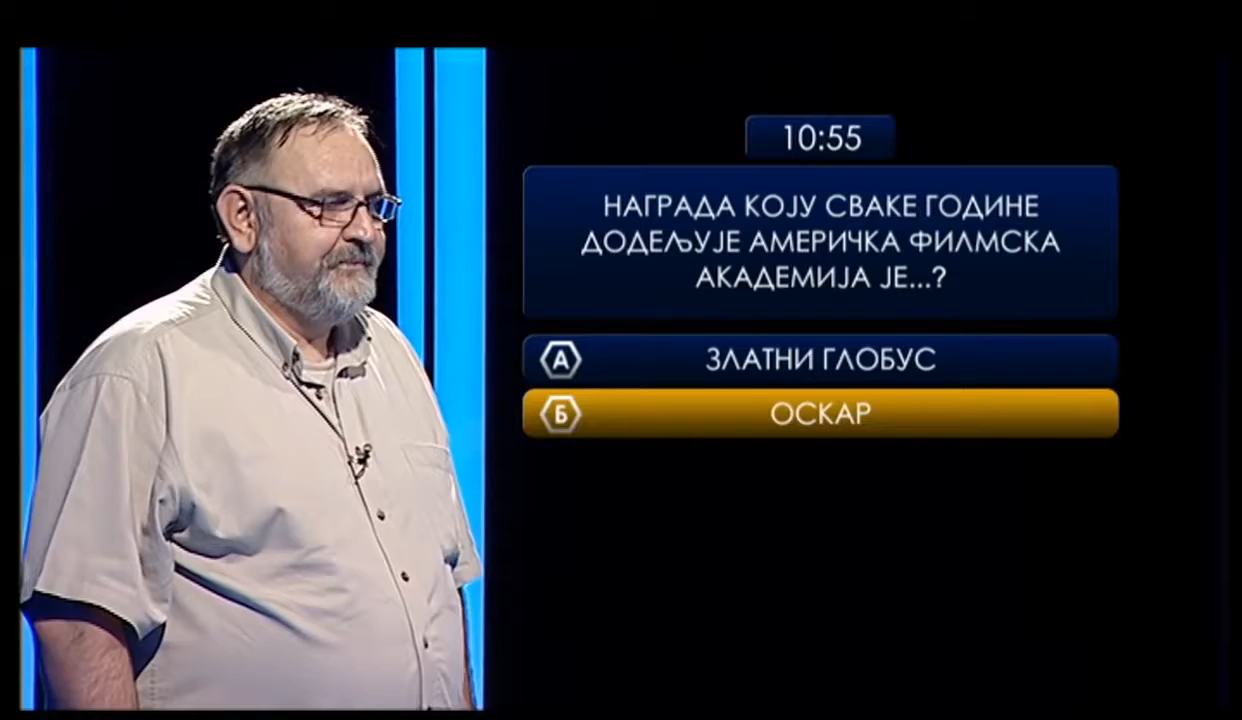 10:55
НАГРАДА КОЈУ СВАКЕ ГОДИНЕ
ДОДЕЉУЈЕ АМЕРИЧКА ФИЛМСКА
АКАДЕМИЈА ЈЕ...?
А ЗЛАТНИ ГЛОБУС
Б ОСКАР